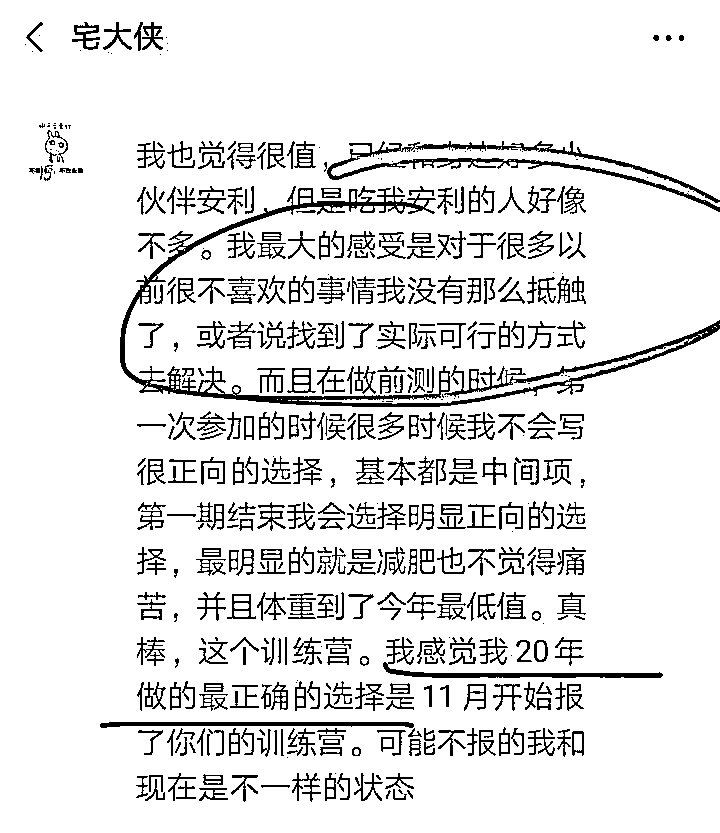 宅大侠
我也觉得很值，已经和身边好多小
伙伴安利，但是吃我安利的人好像
不多。我最大的感受是对于很多以
前很不喜欢的事情我没有那么抵触
了，或者说找到了实际可行的方式
去解决。而且在做前测的时候，第
一次参加的时候很多时候我不会写
很正向的选择，基本都是中间项，
第一期结束我会选择明显正向的选
择，最明显的就是减肥也不觉得痛
苦，并且体重到了今年最低值。真
棒，这个训练营。我感觉我20年
做的最正确的选择是11月开始报
了你们的训练营。可能不报的我和
现在是不一样的状态